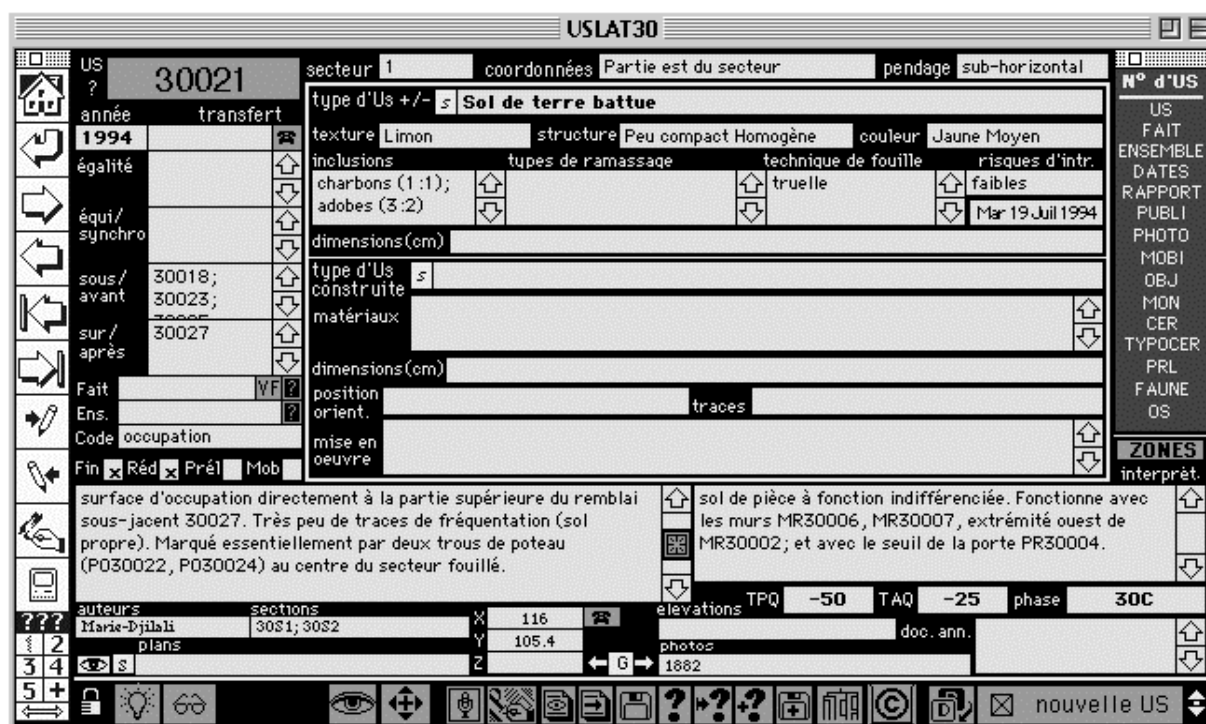 USLAT30
US
?
30021
secteur 1 coordonnées Partie est du secteur pendage sub-horizontal
N° d'US
type d'Us +/- s Sol de terre battue
année transfert
1994
texture Limon structure Peu compact Homogène couleur Jaune Moyen
inclusions types de ramassage technique de fouille risques d'intr.
charbons (1:1);
adobes (3:2)
truelle
faibles
Mar 19 Juil 1994
dimensions(cm)
égalité
équi/
synchro
sous/
avant
30018;
30023;
sur/
après
30027
type d'Us
construite
s
matériaux
dimensions(cm)
position
orient.
traces
mise en
oeuvre
Fait VF ?
Ens. ?
Code occupation
Fin x Réd x Prél Mob
US
FAIT
ENSEMBLE
DATES
RAPPORT
PUBLI
PHOTO
MOBI
OBJ
MON
CER
TYPOCER
PRL
FAUNE
OS
ZONES
interprét.
surface d'occupation directement à la partie supérieure du remblai
sous-jacent 30027. Très peu de traces de fréquentation (sol
propre). Marqué essentiellement par deux trous de poteau
(PO30022, PO30024) au centre du secteur fouillé.
sol de pièce à fonction indifférenciée. Fonctionne avec
les murs MR30006, MR30007, extrémité ouest de
MR30002; et avec le seuil de la porte PR30004.
TPQ -50 TAQ -25 phase 30C
auteurs sections
Marie-Djilali 30S1; 30S2
plans
s
X 116
Y 105.4
Z
G
élevations
doc. ann.
photos
1882
???
1 2
3 4
5 +
? ? +?
©
D
nouvelle US